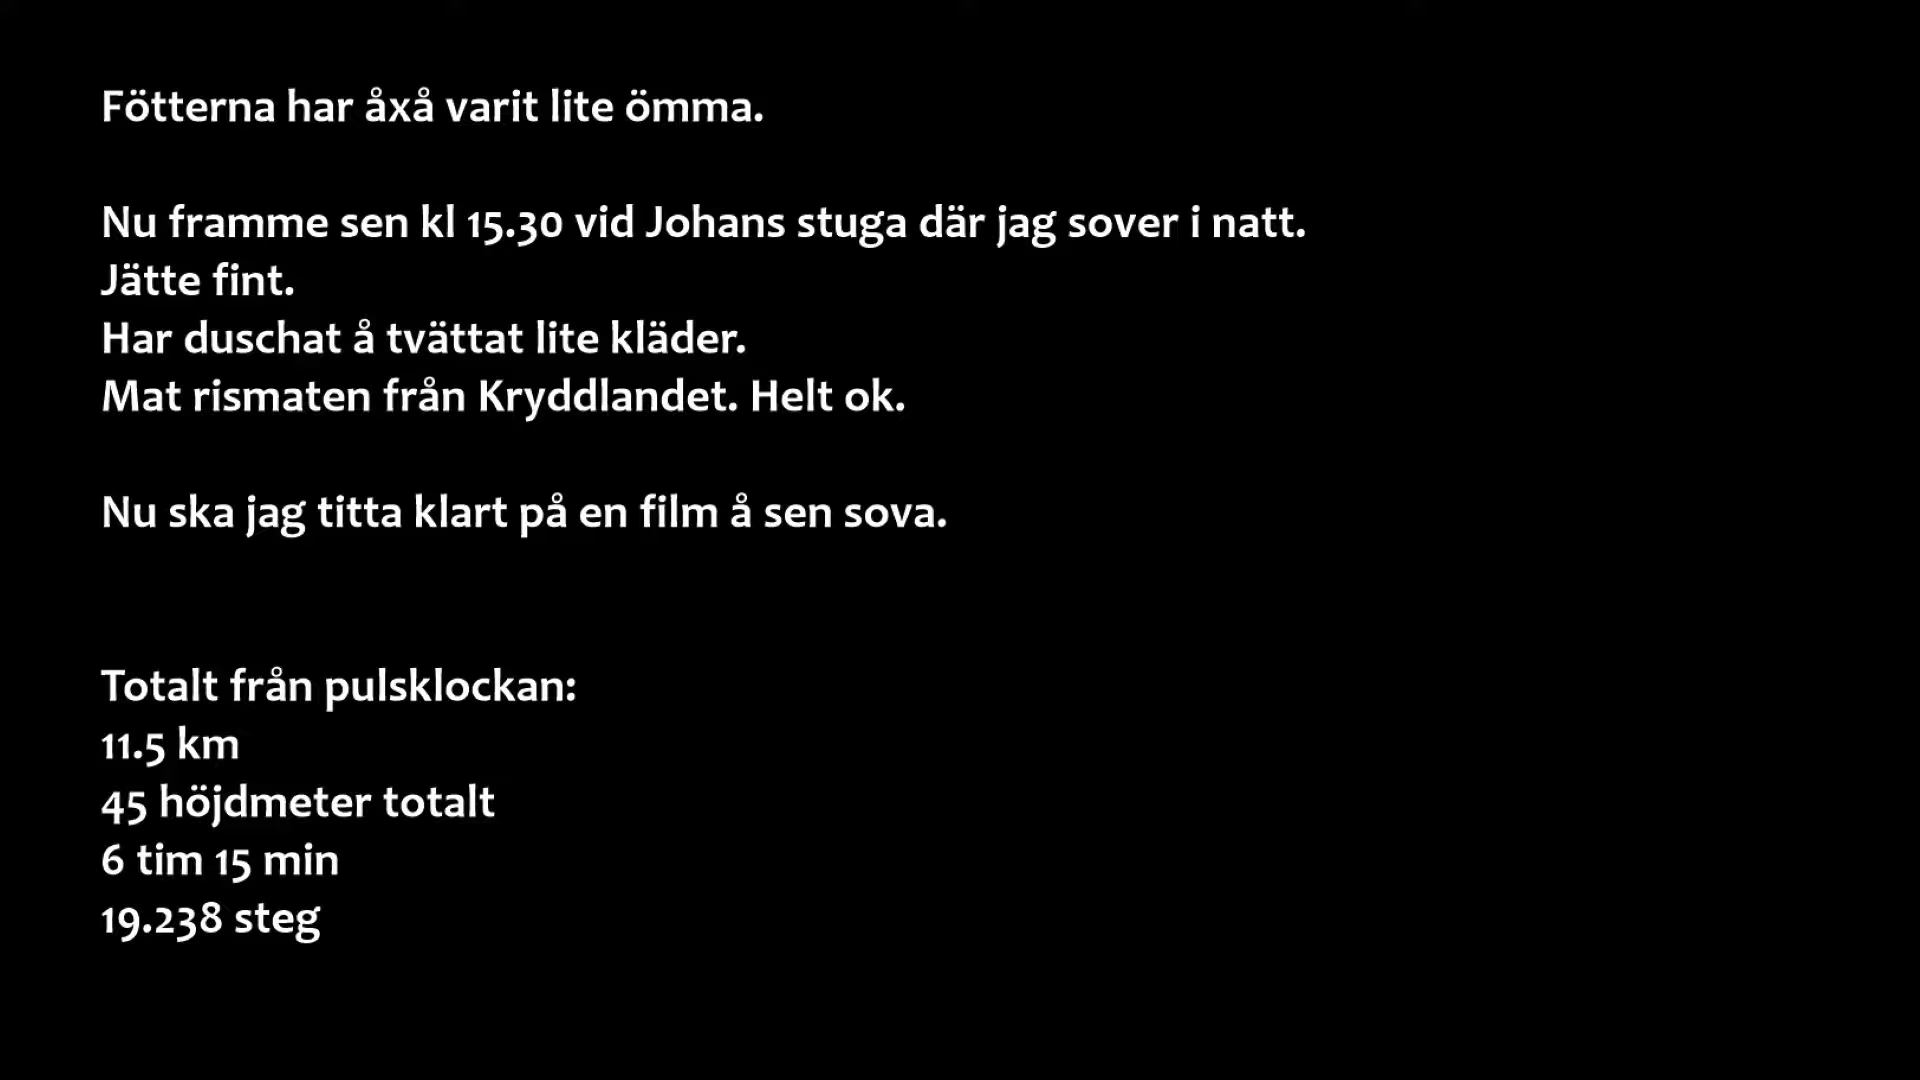 Fötterna har åxå varit lite ömma.
Nu framme sen kl 15.30 vid Johans stuga där jag sover i natt.
Jätte fint.
Har duschat å tvättat lite kläder.
Mat rismaten från Kryddlandet. Helt ok.
Nu ska jag titta klart på en film å sen sova.
Totalt från pulsklockan:
11.5 km
45 höjdmeter totalt
6 tim 15 min
19.238 steg